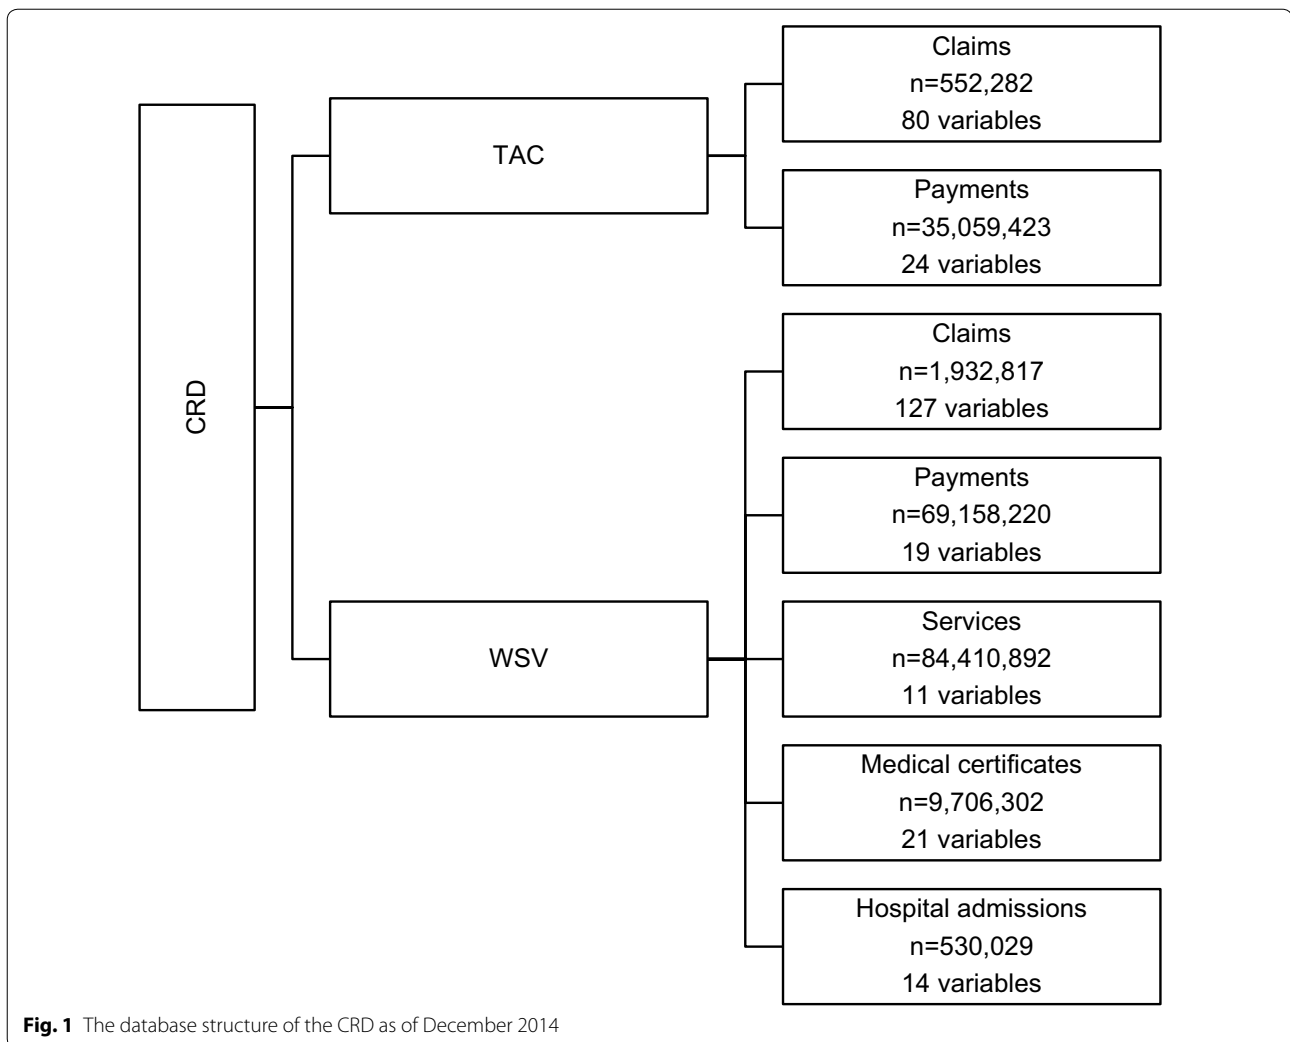 CRD
TAC
Claims
n=552,282
80 variables
Payments
n=35,059,423
24 variables
WSV
Claims
n=1,932,817
127 variables
Payments
n=69,158,220
19 variables
Services
n=84,410,892
11 variables
Medical certificates
n=9,706,302
21 variables
Hospital admissions
n=530,029
14 variables
Fig. 1 The database structure of the CRD as of December 2014